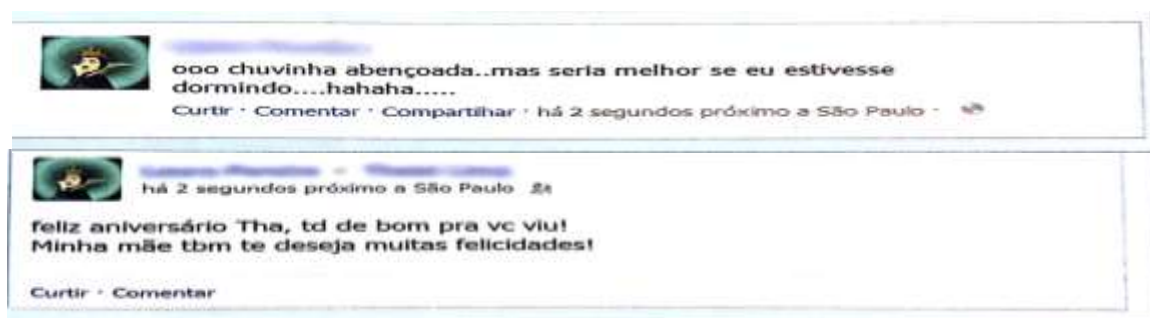 ooo chuvinha abençoada..mas seria melhor se eu estivesse
dormindo....hahaha.....
Curtir · Comentar · Compartilhar · há 2 segundos próximo a São Paulo ·
há 2 segundos próximo a São Paulo
feliz aniversário Tha, td de bom pra vc viu!
Minha mãe tbm te deseja muitas felicidades!
Curtir · Comentar